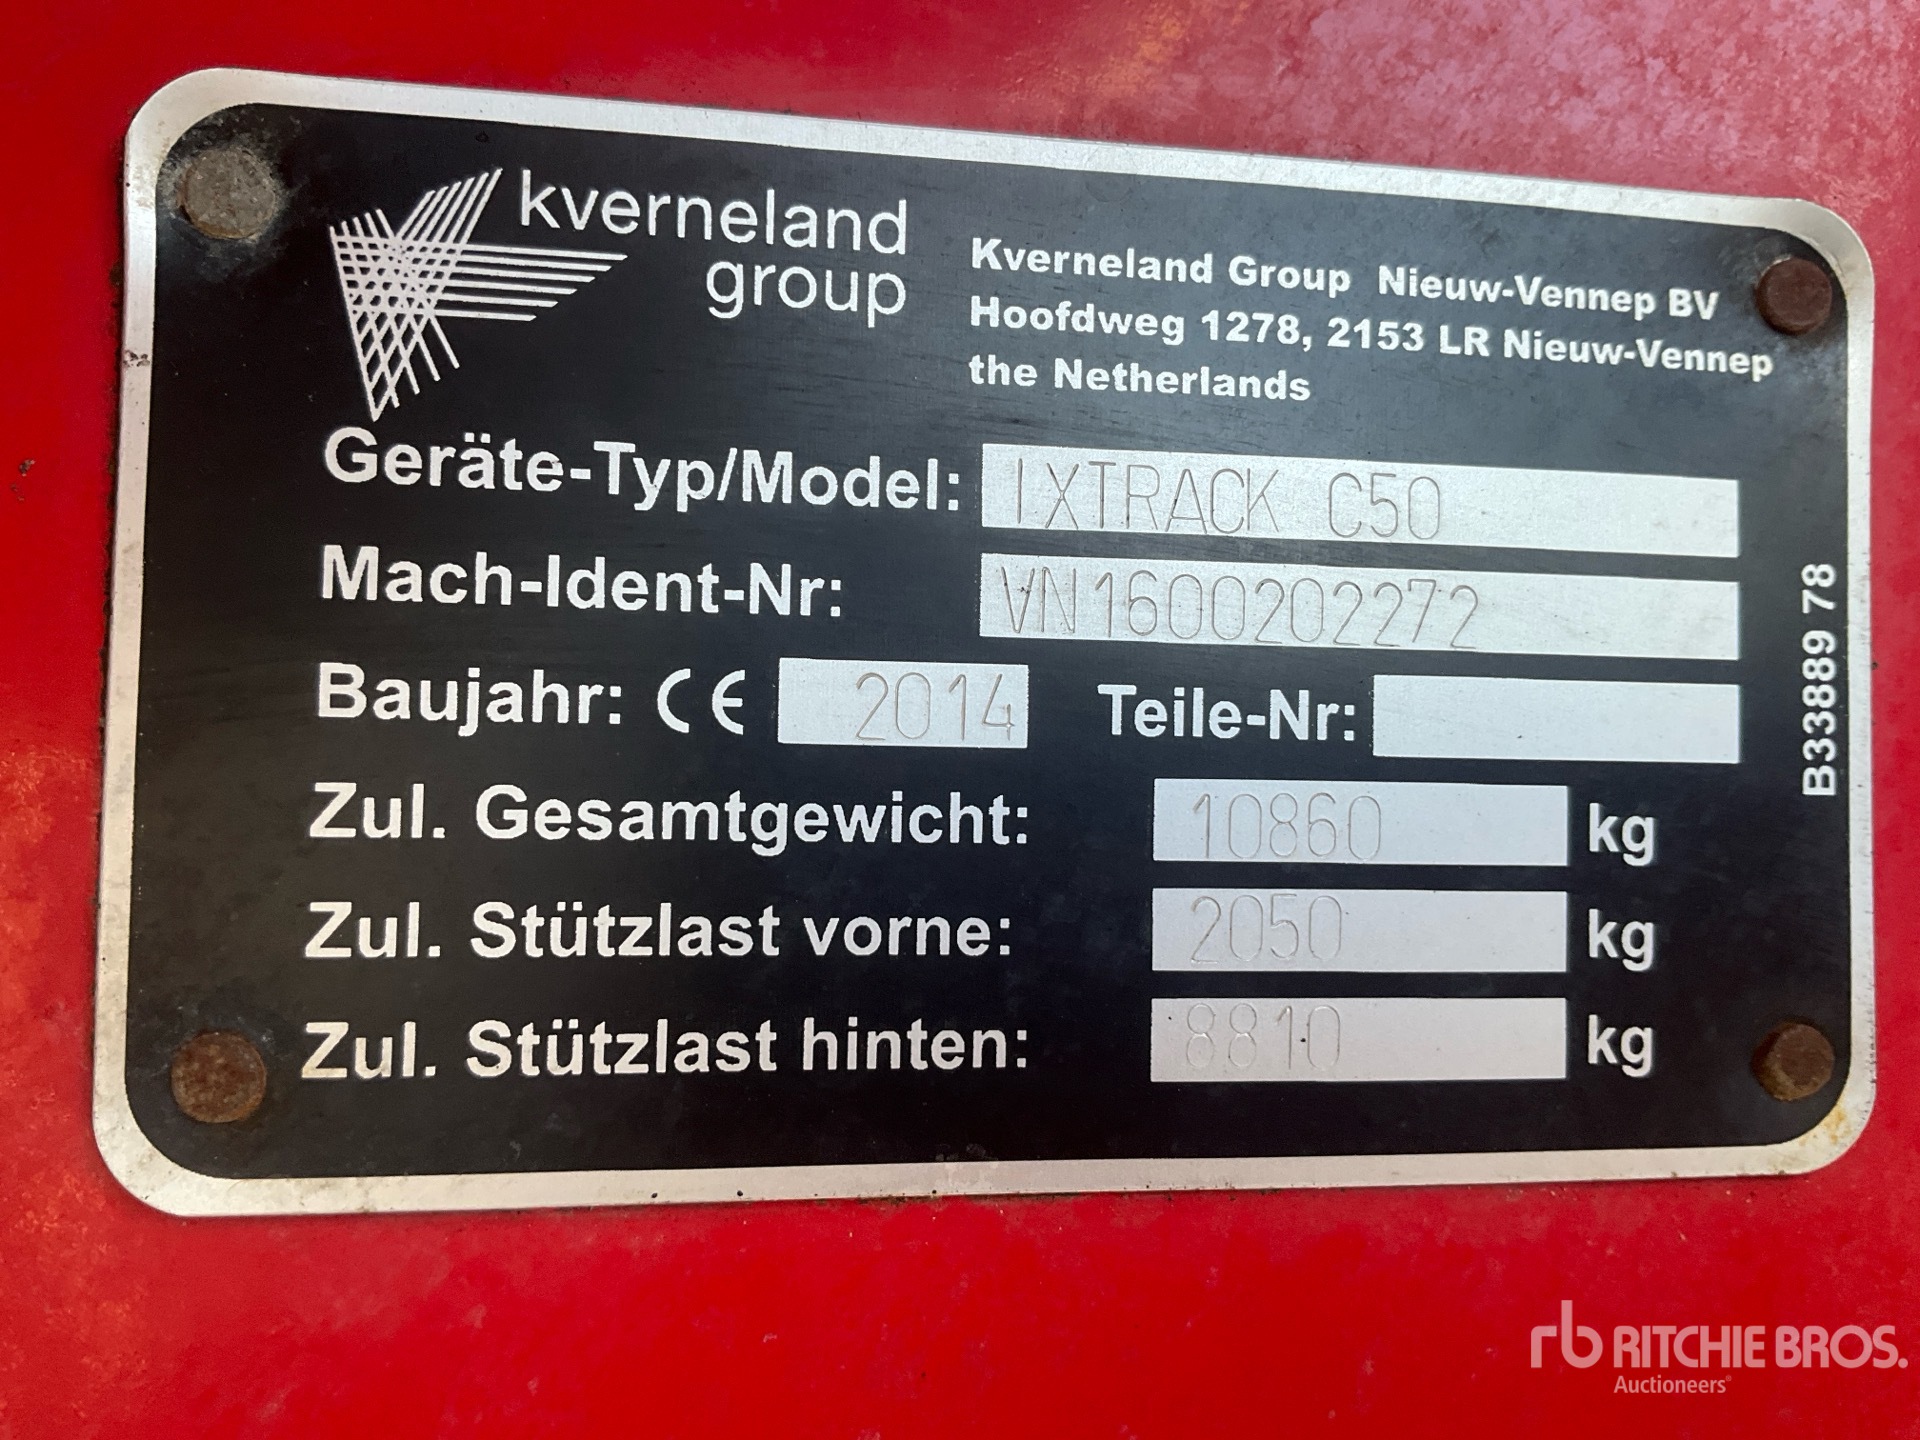 kverneland
group
Kverneland Group Nieuw-Vennep BV
Hoofdweg 1278, 2153 LR Nieuw-Vennep
the Netherlands
Geräte-Typ/Model: IXTRACK C50
Mach-Ident-Nr: VN1600202272
Baujahr: CE 2014 Teile-Nr:
Zul. Gesamtgewicht: 10860 kg
Zul. Stützlast vorne: 2050 kg
Zul. Stützlast hinten: 8810 kg
B33889 78
rb RITCHIE BROS.
Auctioneers®